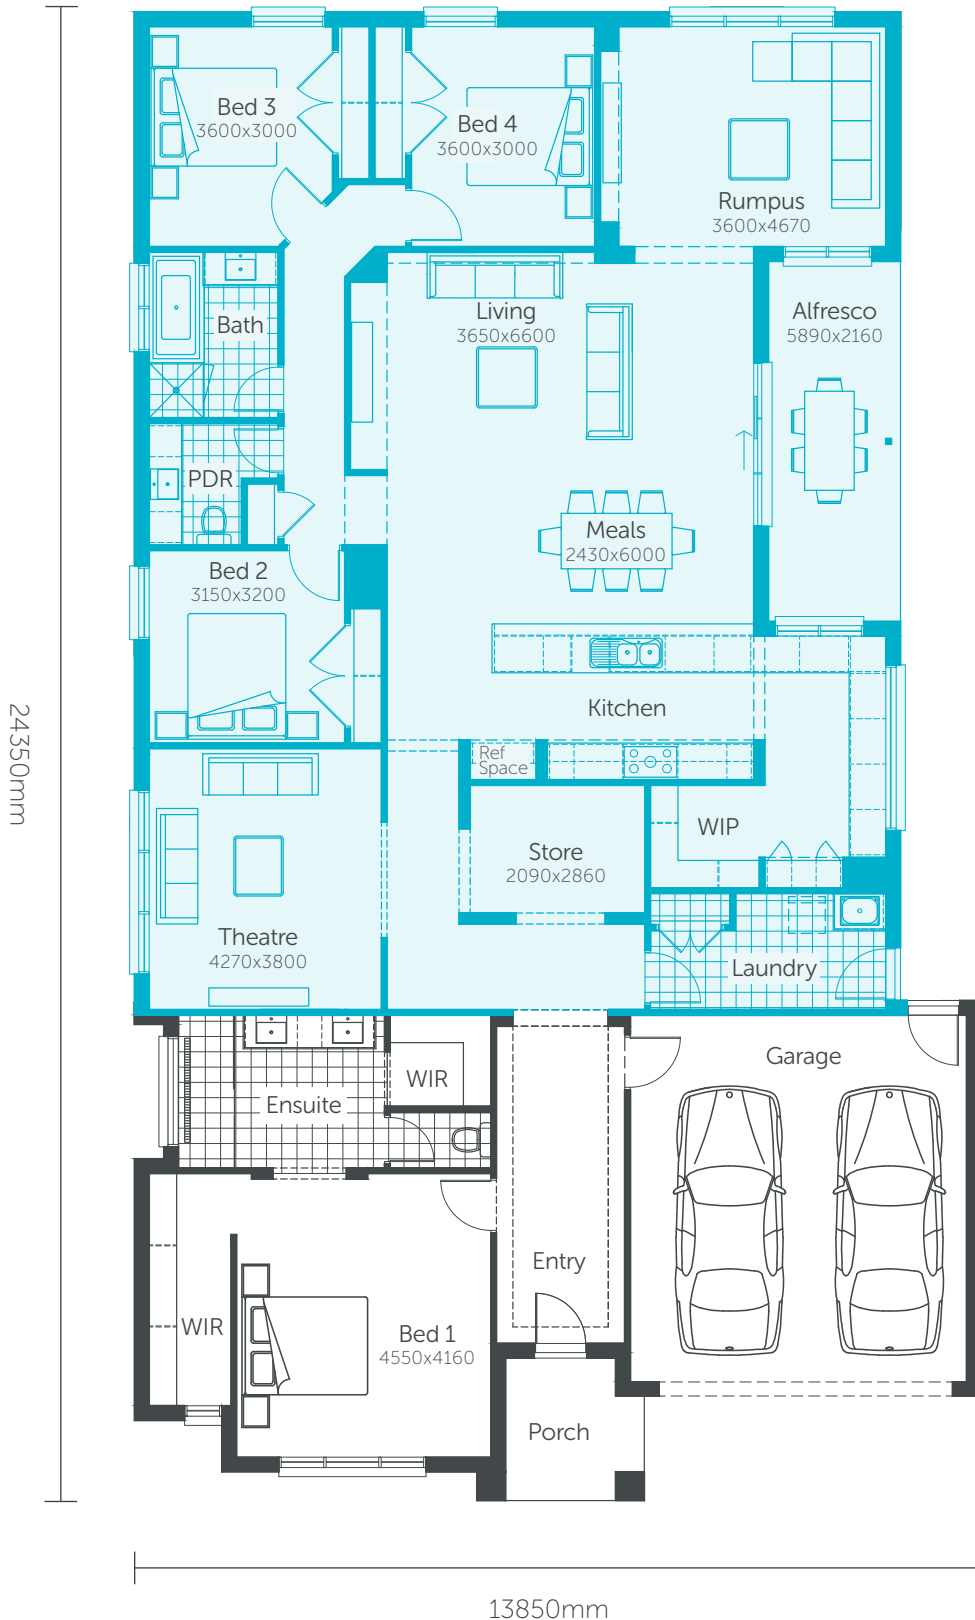 Bed 3
3600x3000
Bed 4
3600x3000
Rumpus
3600x4670
Bath
Living
3650x6600
Alfresco
5890x2160
PDR
Meals
2430x6000
Bed 2
3150x3200
Kitchen
Ref
Space
WIP
Store
2090x2860
Theatre
4270x3800
Laundry
24350mm
Garage
WIR
Ensuite
Entry
WIR
Bed 1
4550x4160
Porch
13850mm